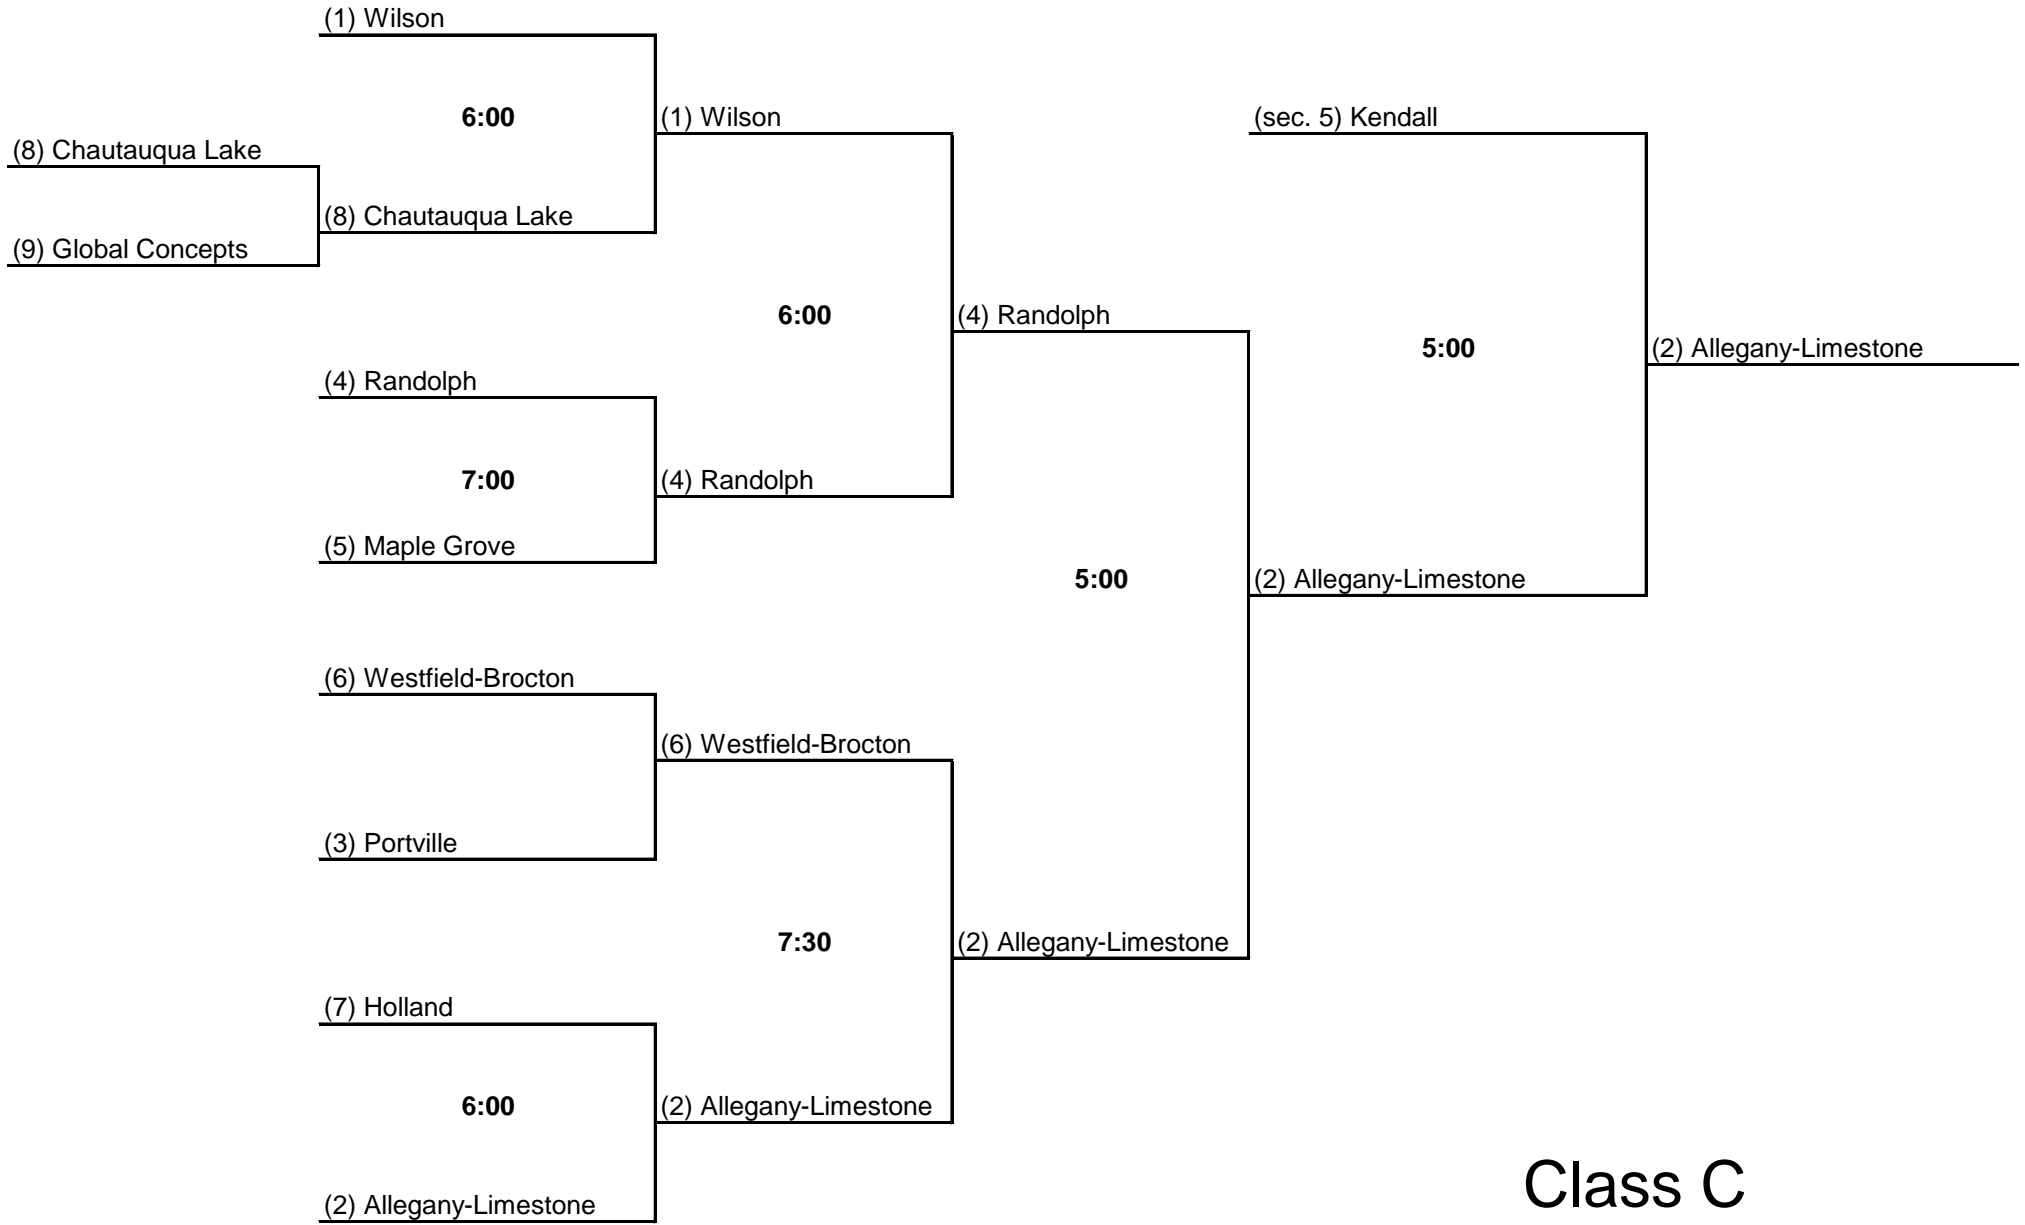 (1) Wilson
6:00
(1) Wilson
(sec. 5) Kendall
(8) Chautauqua Lake
(8) Chautauqua Lake
(9) Global Concepts
6:00
(4) Randolph
5:00
(2) Allegany-Limestone
(4) Randolph
7:00
(4) Randolph
(5) Maple Grove
5:00
(2) Allegany-Limestone
(6) Westfield-Brocton
(6) Westfield-Brocton
(3) Portville
7:30
(2) Allegany-Limestone
(7) Holland
6:00
(2) Allegany-Limestone
(2) Allegany-Limestone
Class C